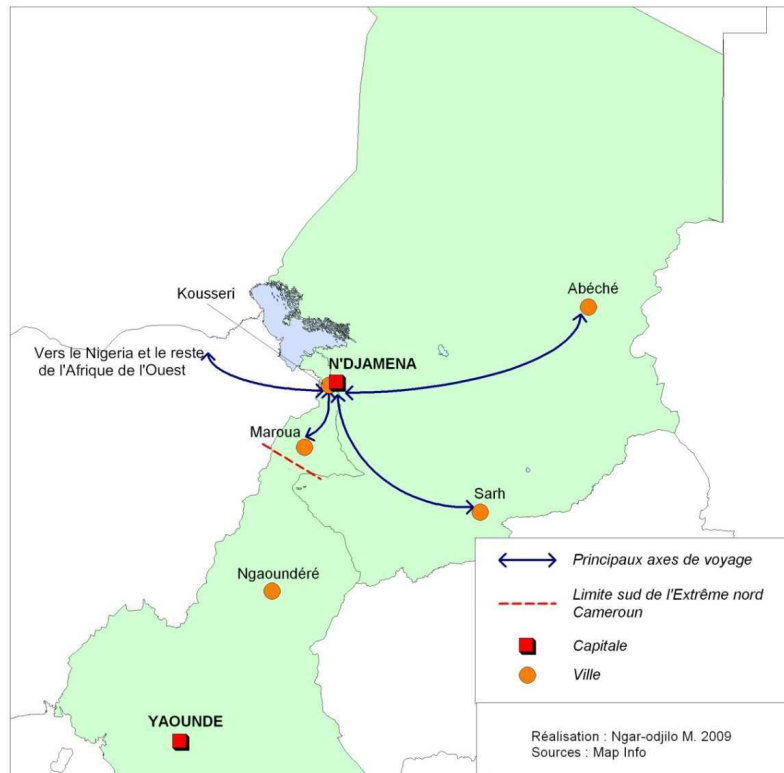 Kousseri
Abéché
Vers le Nigeria et le reste
de l'Afrique de l'Ouest
N'DJAMENA
Maroua
Sarh
Ngaoundéré
YAOUNDE
Principaux axes de voyage
Limite sud de l'Extrême nord
Cameroun
Capitale
Ville
Réalisation : Ngar-odjilo M. 2009
Sources : Map Info